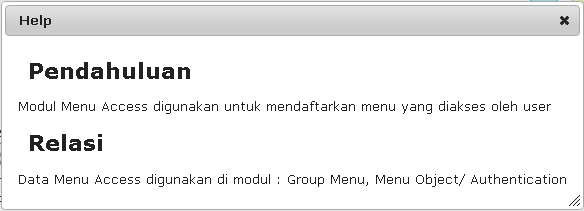 Help
Pendahuluan
Modul Menu Access digunakan untuk mendaftarkan menu yang diakses oleh user
Relasi
Data Menu Access digunakan di modul : Group Menu, Menu Object/ Authentication